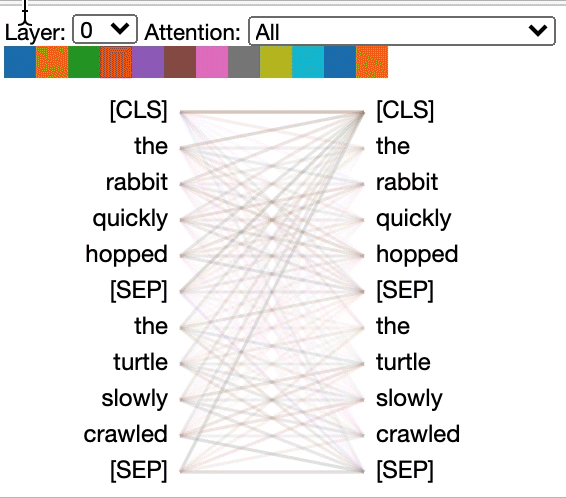 Layer: 0 Attention: All
[CLS] [CLS]
the the
rabbit rabbit
quickly quickly
hopped hopped
[SEP] [SEP]
the the
turtle turtle
slowly slowly
crawled crawled
[SEP] [SEP]